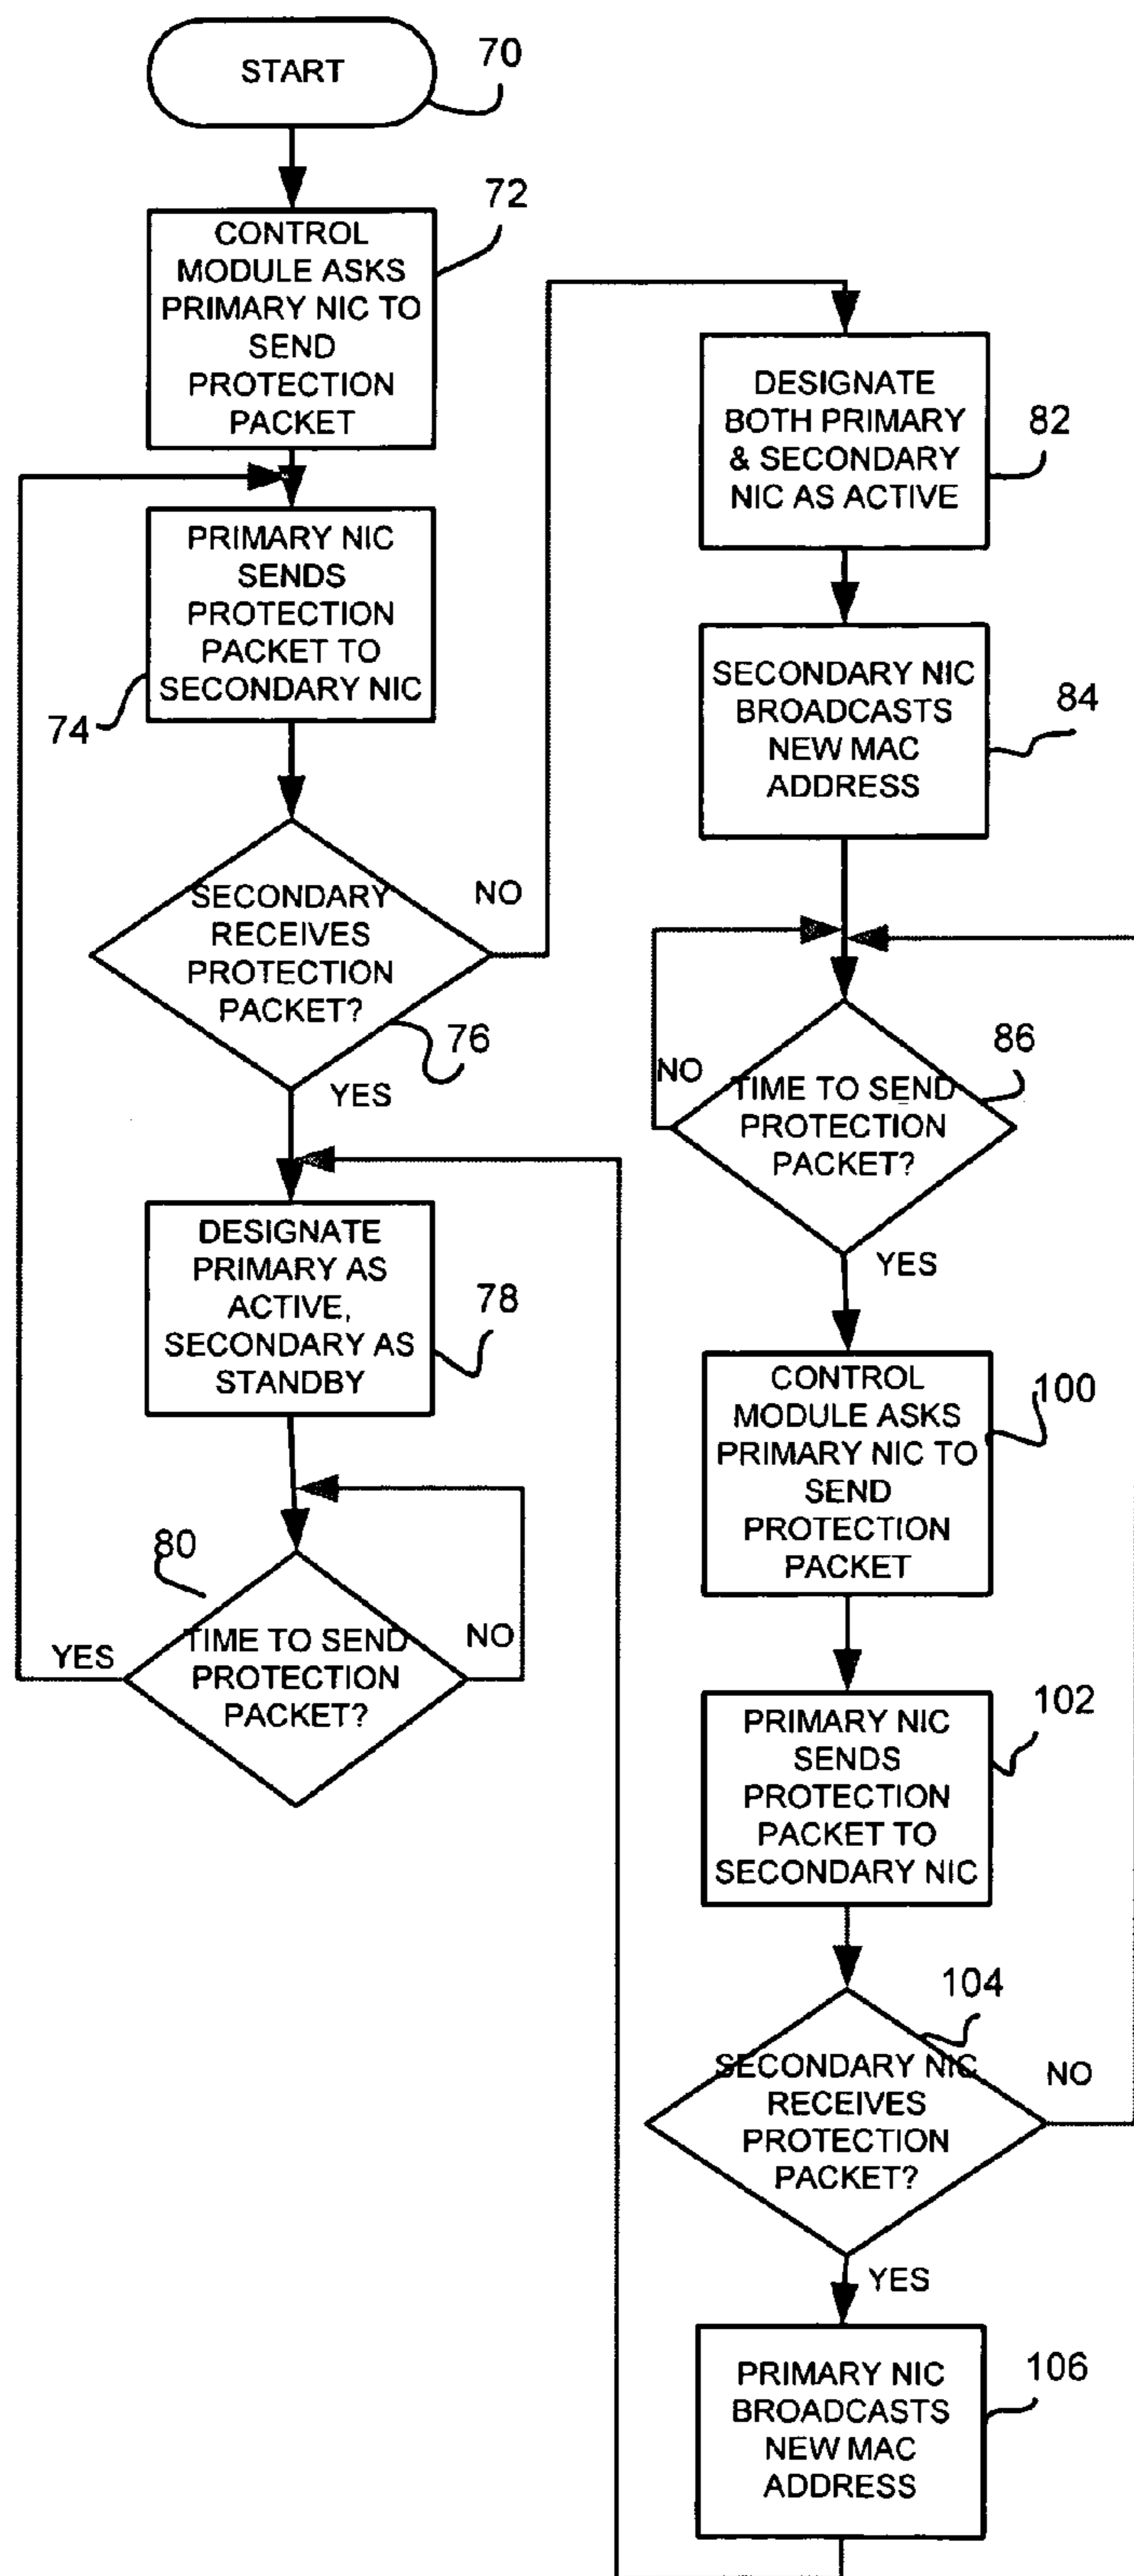 START
70
CONTROL
MODULE ASKS
PRIMARY NIC TO
SEND
PROTECTION
PACKET
72
PRIMARY NIC
SENDS
PROTECTION
PACKET TO
SECONDARY NIC
74
SECONDARY
RECEIVES
PROTECTION
PACKET?
NO
76
YES
DESIGNATE
PRIMARY AS
ACTIVE,
SECONDARY AS
STANDBY
78
80
TIME TO SEND
PROTECTION
PACKET?
YES
NO
DESIGNATE
BOTH PRIMARY
& SECONDARY
NIC AS ACTIVE
82
SECONDARY NIC
BROADCASTS
NEW MAC
ADDRESS
84
86
NO
TIME TO SEND
PROTECTION
PACKET?
YES
CONTROL
MODULE ASKS
PRIMARY NIC TO
SEND
PROTECTION
PACKET
100
PRIMARY NIC
SENDS
PROTECTION
PACKET TO
SECONDARY NIC
102
104
SECONDARY NIC
RECEIVES
PROTECTION
PACKET?
NO
YES
PRIMARY NIC
BROADCASTS
NEW MAC
ADDRESS
106